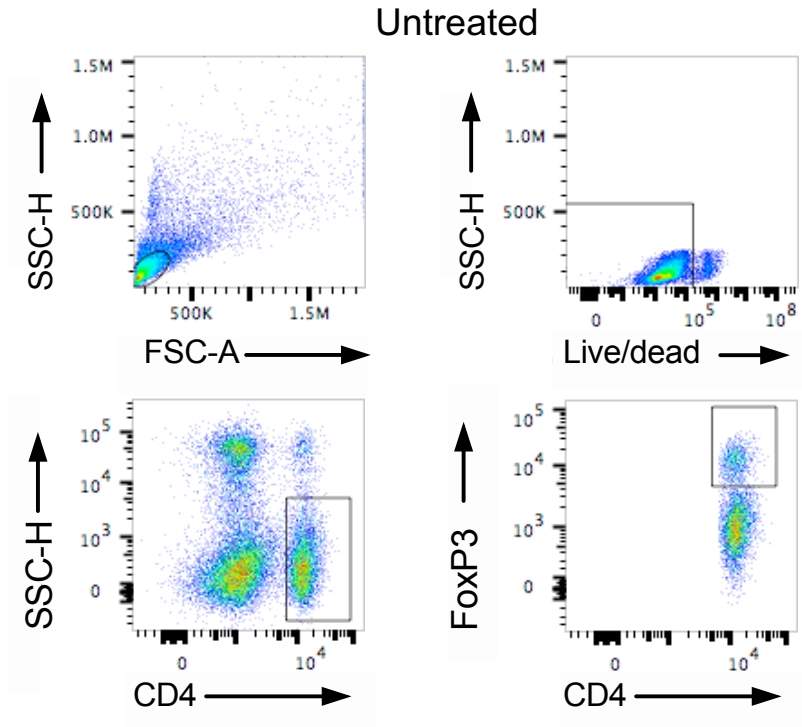 Untreated
1.5M
1.0M
500K
SSC-H
500K 1.5M
FSC-A
1.5M
1.0M
500K
SSC-H
0 10^5 10^8
Live/dead
10^5
10^4
10^3
0
SSC-H
0 10^4
CD4
10^5
10^4
10^3
0
FoxP3
0 10^4
CD4